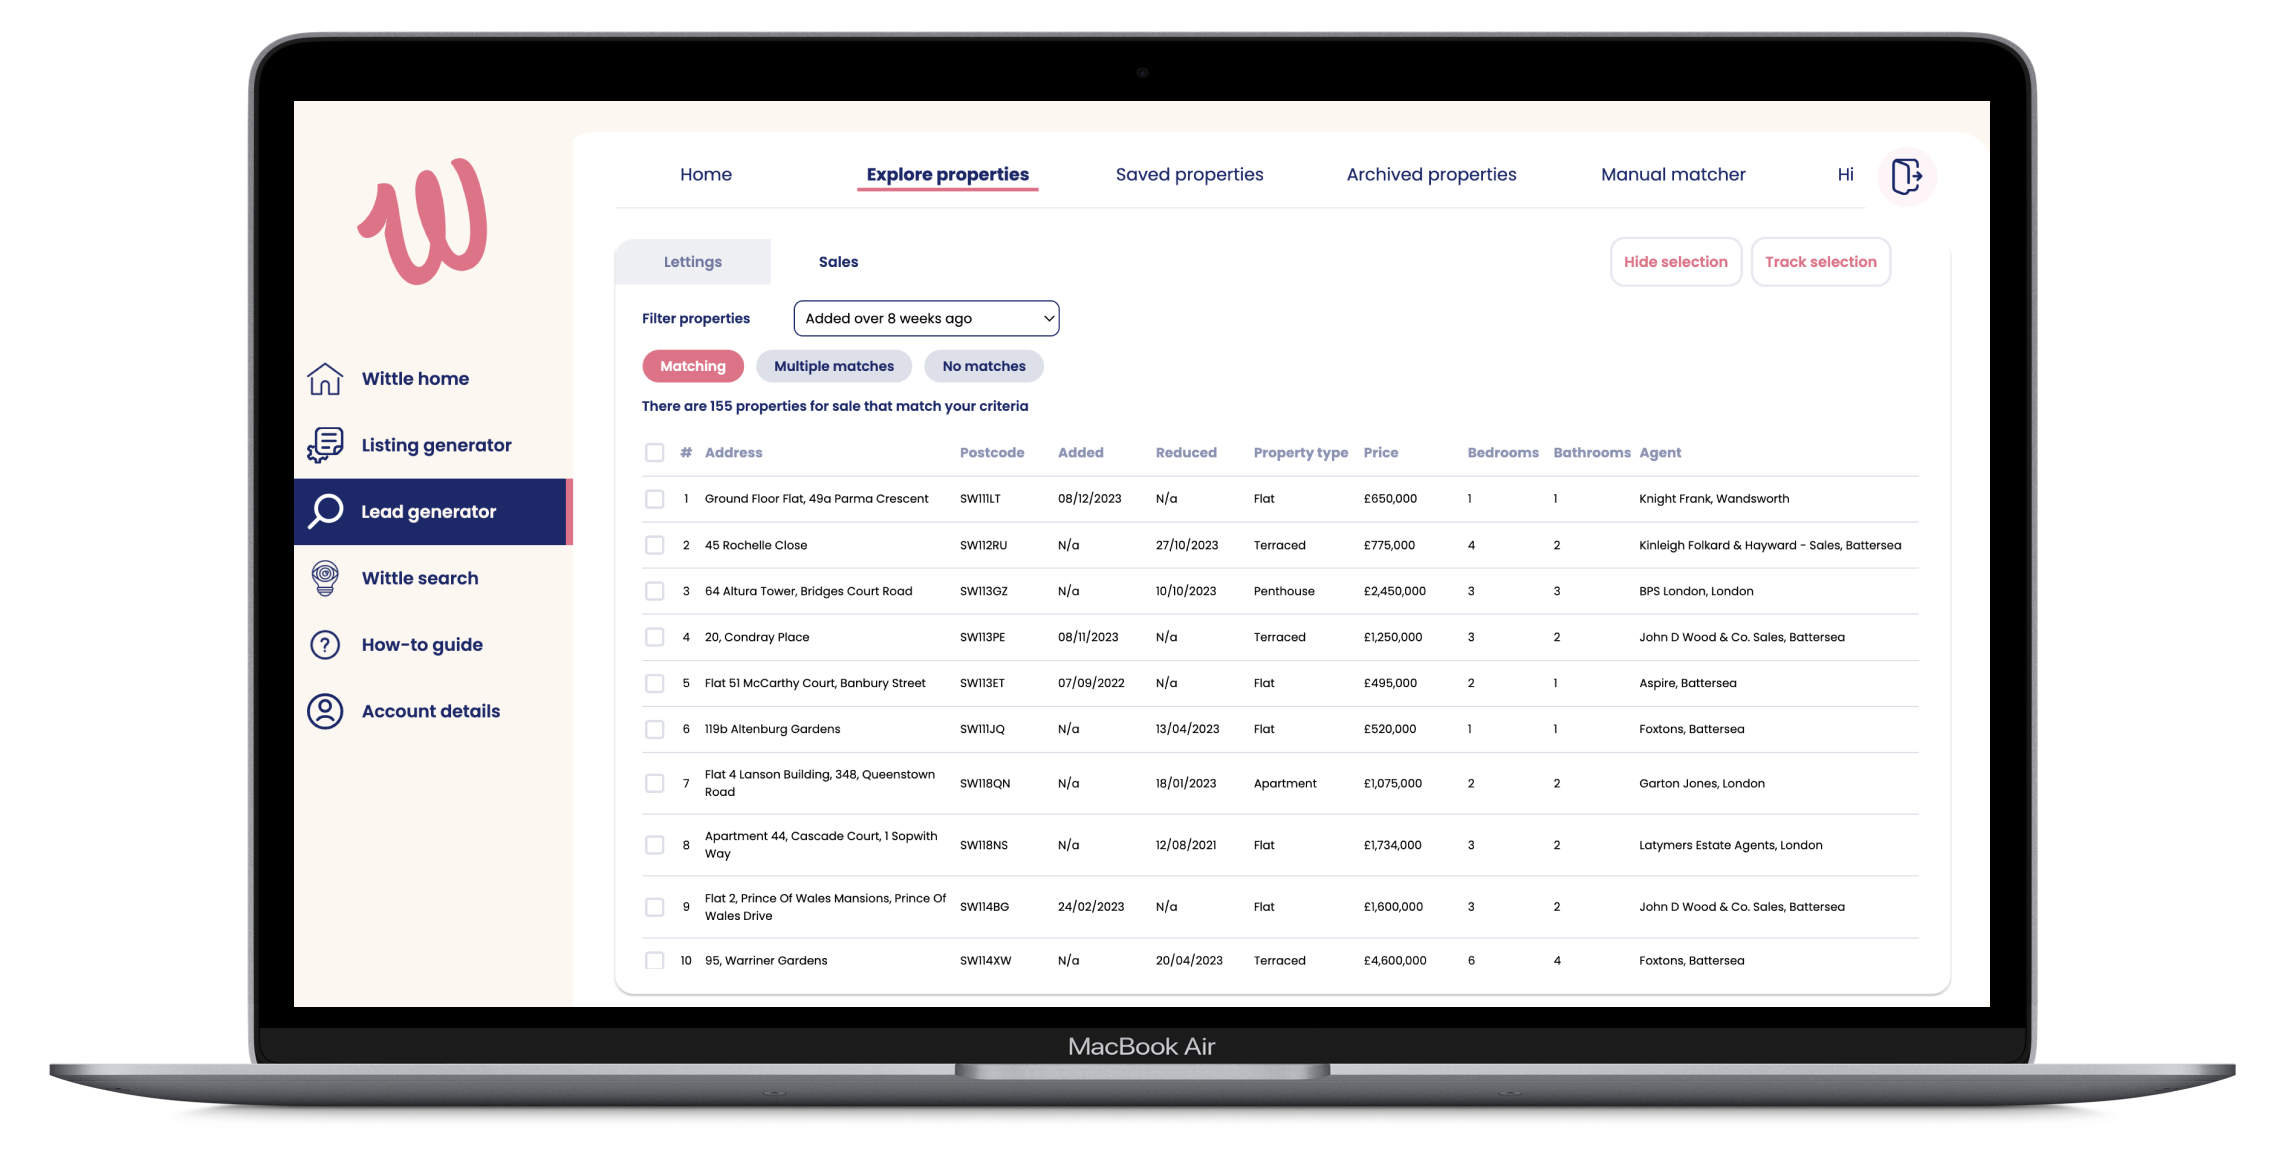 Home Explore properties Saved properties Archived properties Manual matcher Hi
Lettings Sales Hide selection Track selection
Filter properties Added over 8 weeks ago
Matching Multiple matches No matches
There are 155 properties for sale that match your criteria
Wittle home
Listing generator
Lead generator
Wittle search
How-to guide
Account details
# Address Postcode Added Reduced Property type Price Bedrooms Bathrooms Agent
1 Ground Floor Flat, 49a Parma Crescent SW111LT 08/12/2023 N/a Flat £650,000 1 1 Knight Frank, Wandsworth
2 45 Rochelle Close SW112RU N/a 27/10/2023 Terraced £775,000 4 2 Kinleigh Folkard & Hayward - Sales, Battersea
3 64 Altura Tower, Bridges Court Road SW113GZ N/a 10/10/2023 Penthouse £2,450,000 3 3 BPS London, London
4 20, Condray Place SW113PE 08/11/2023 N/a Terraced £1,250,000 3 2 John D Wood & Co. Sales, Battersea
5 Flat 51 McCarthy Court, Banbury Street SW113ET 07/09/2022 N/a Flat £495,000 2 1 Aspire, Battersea
6 119b Altenburg Gardens SW111JQ N/a 13/04/2023 Flat £520,000 1 1 Foxtons, Battersea
7 Flat 4 Lanson Building, 348, Queenstown
Road SW118QN N/a 18/01/2023 Apartment £1,075,000 2 2 Garton Jones, London
8 Apartment 44, Cascade Court, 1 Sopwith
Way SW118NS N/a 12/08/2021 Flat £1,734,000 3 2 Latymers Estate Agents, London
9 Flat 2, Prince Of Wales Mansions, Prince Of
Wales Drive SW114BG 24/02/2023 N/a Flat £1,600,000 3 2 John D Wood & Co. Sales, Battersea
10 95, Warriner Gardens SW114XW N/a 20/04/2023 Terraced £4,600,000 6 4 Foxtons, Battersea
MacBook Air